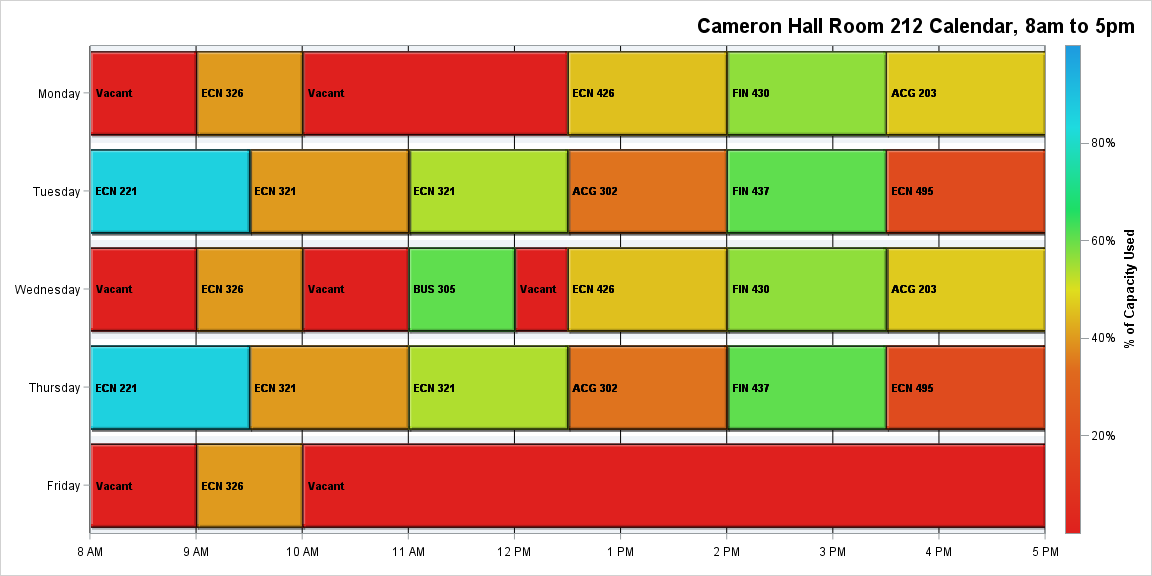 Cameron Hall Room 212 Calendar, 8am to 5pm
Monday Vacant ECN 326 Vacant ECN 426 FIN 430 ACG 203
Tuesday ECN 221 ECN 321 ECN 321 ACG 302 FIN 437 ECN 495
Wednesday Vacant ECN 326 Vacant BUS 305 Vacant ECN 426 FIN 430 ACG 203
Thursday ECN 221 ECN 321 ECN 321 ACG 302 FIN 437 ECN 495
Friday Vacant ECN 326 Vacant
8 AM 9 AM 10 AM 11 AM 12 PM 1 PM 2 PM 3 PM 4 PM 5 PM
80%
60%
40%
20%
% of Capacity Used